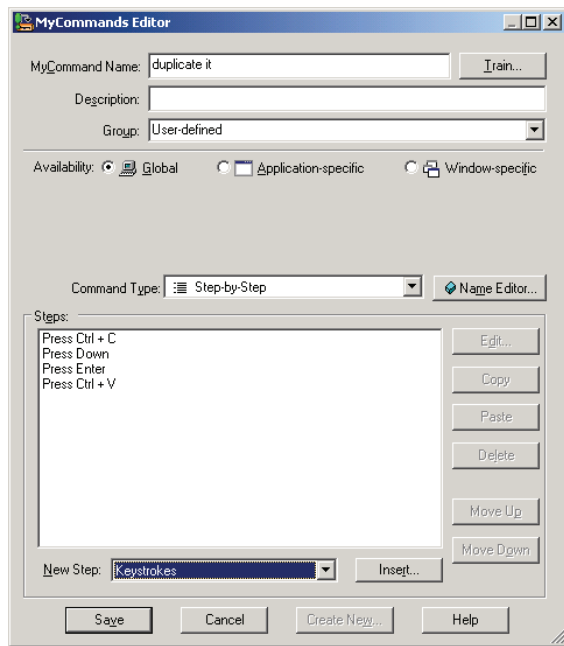 MyCommands Editor
MyCommand Name: duplicate it Train...
Description:
Group: User-defined
Availability: Global Application-specific Window-specific
Command Type: Step-by-Step Name Editor...
Steps:
Press Ctrl + C
Press Down
Press Enter
Press Ctrl + V
Edit...
Copy
Paste
Delete
Move Up
Move Down
New Step: Keystrokes Insert...
Save Cancel Create New... Help